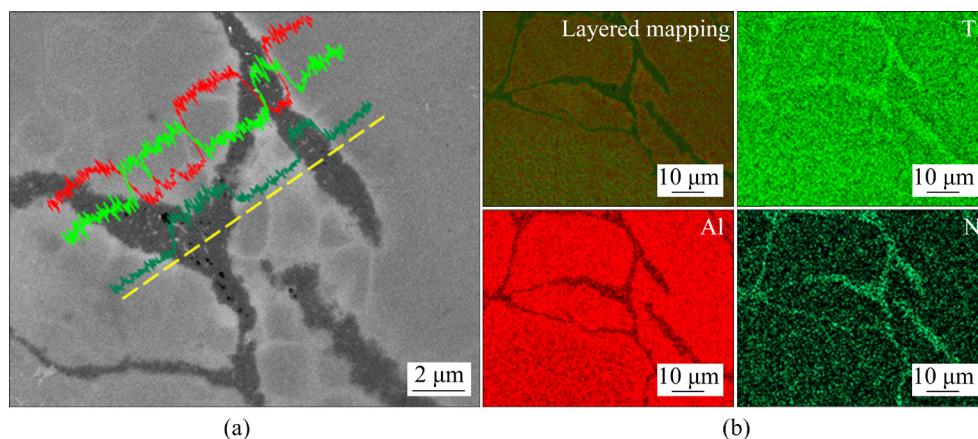 Layered mapping
T
10 μm
10 μm
Al
N
10 μm
10 μm
2 μm
(a)
(b)